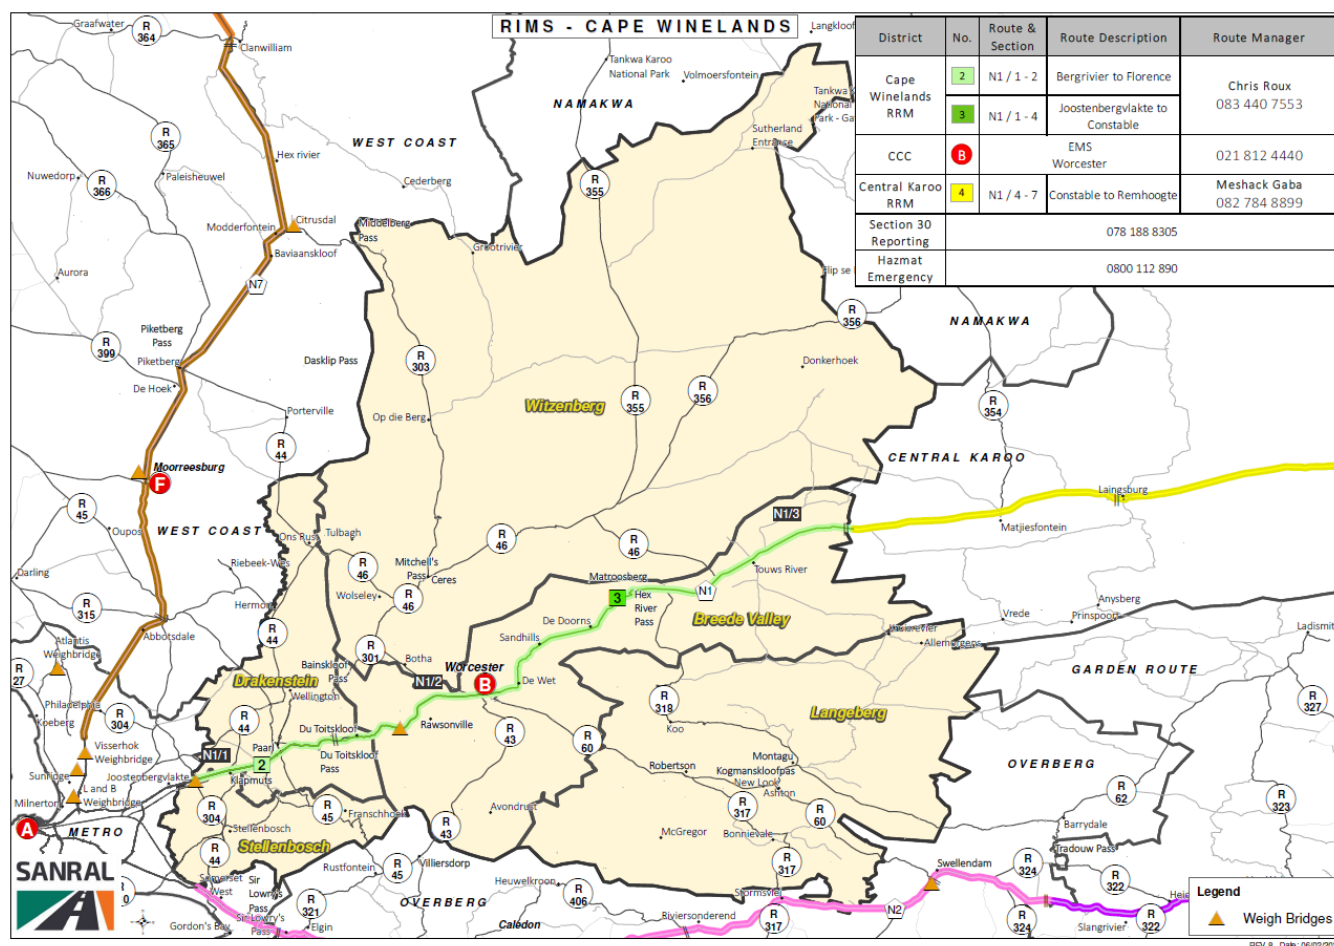 RIMS - CAPE WINELANDS
District No. Route & Section Route Description Route Manager
Cape Winelands RRM
2 N1 / 1 - 2 Bergrivier to Florence
3 N1 / 1 - 4 Joostenbergvlakte to Constable
Chris Roux
083 440 7553
CCC B EMS Worcester 021 812 4440
Central Karoo RRM 4 N1 / 4 - 7 Constable to Remhoogte Meshack Gaba
082 784 8899
Section 30 Reporting 078 188 8305
Hazmat Emergency 0800 112 890
Graafwater
R 364
Clanwilliam
Langkloof
Tankwa Karoo
National Park
Volmoersfontein
NAMAKWA
Tankwa
National
Park - Ga
Sutherland
Entrance
R 365
WEST COAST
Hex rivier
Nuwedorp
R 366
Paleisheuwel
Cederberg
R 355
Modderfontein
Citrusdal
Middelberg
Pass
Baviaanskloof
Grootrivier
Aurora
N7
R 356
NAMAKWA
Piketberg
Pass
R 399
Piketberg
Dasklip Pass
R 303
Donkerhoek
De Hoek
R 355
R 356
R 354
Witzenberg
Porterville
Op die Berg
R 44
CENTRAL KAROO
Moorreesburg
F
Laingsburg
R 45
N1/3
Matjiesfontein
Oupos
WEST COAST
Ons Rust
Tulbagh
R 46
R 46
Riebeek-Wes
Mitchell's
Pass
Ceres
Touws River
Darling
R 46
Matroosberg
Wolseley
R 46
3
Hex
River
Pass
N1
Hermon
Anysberg
R 315
Vrede
Prinspoort
Atlantis
Weighbridge
Abbotsdale
R 44
De Doorns
Breede Valley
Ladismit
Sandhills
Allemorgens
R 301
Botha
Worcester
GARDEN ROUTE
R 27
Bainskloof
Pass
N1/2
B
De Wet
Drakenstein
Wellington
R 318
R 327
Philadelphia
Koeberg
R 304
R 44
Rawsonville
Langeberg
Koo
Du Toitskloof
R 43
R 60
Visserhok
Weighbridge
N1/1
Paarl
Du Toitskloof
Pass
Montagu
OVERBERG
Sunridge
Joostenbergvlakte
2
Klapmuts
Robertson
Kogmanskloofpas
New Look
Ashton
L and B
Weighbridge
Milnerton
R 62
R 323
R 304
R 45
Franschhoek
Avondrust
R 317
R 60
A
METRO
Stellenbosch
R 43
McGregor
Bonnievale
Barrydale
Stellenbosch
R 44
Tradouw Pass
SANRAL
Rustfontein
R 45
Villiersdorp
R 317
Swellendam
R 324
R 322
Somerset
West
Sir
Lowry's
Pass
Heuwelkroon
R 406
Stormsvlei
Legend
Weigh Bridges
R 321
OVERBERG
N2
Gordon's Bay
Sir Lowry's
Pass
Elgin
Caledon
Riviersonderend
R 317
R 324
Slangrivier
R 322